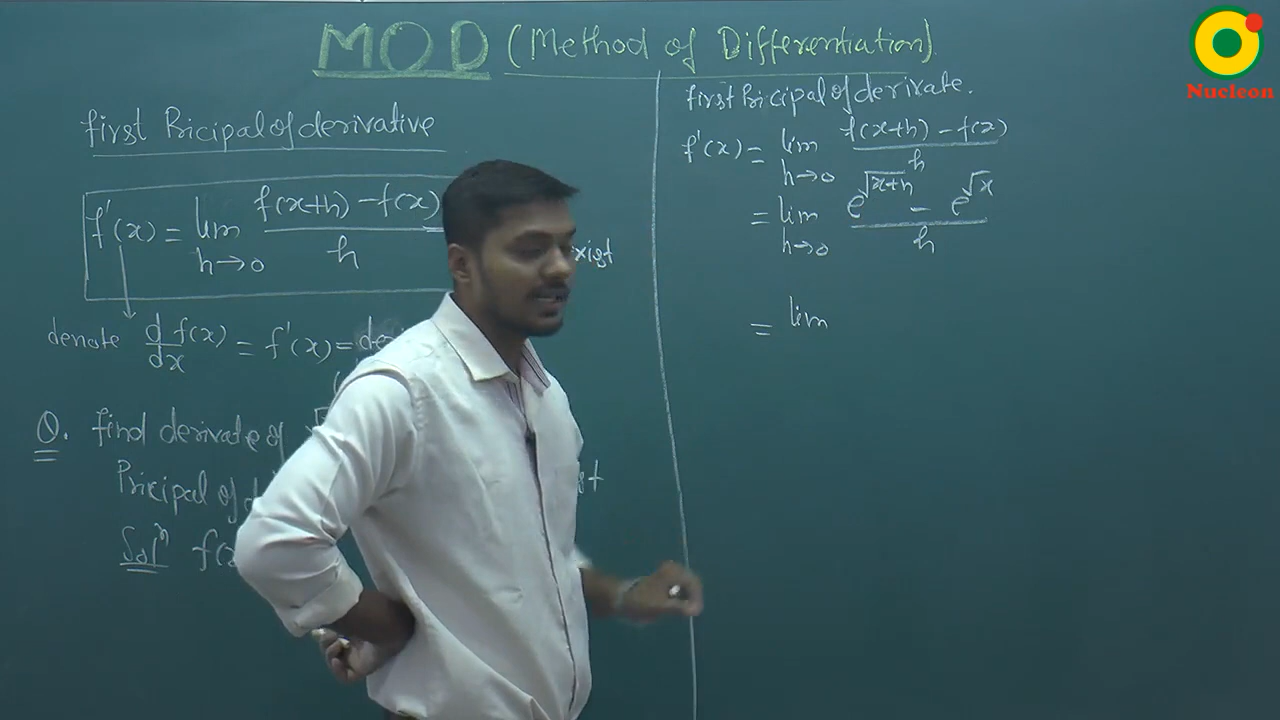 MOD (Method of Differentiation)
Nucleon
first Pricipal of derivative
f'(x) = lim h→0 f(x+h) - f(x) / h
xist
denote d/dx f(x) = f'(x) =
Q. find derivate of
Pricipal of
Solⁿ
first Pricipal of derivate.
f'(x) = lim h→0 f(x+h) - f(x) / h
= lim h→0 e^√x+h - e^√x / h
= lim